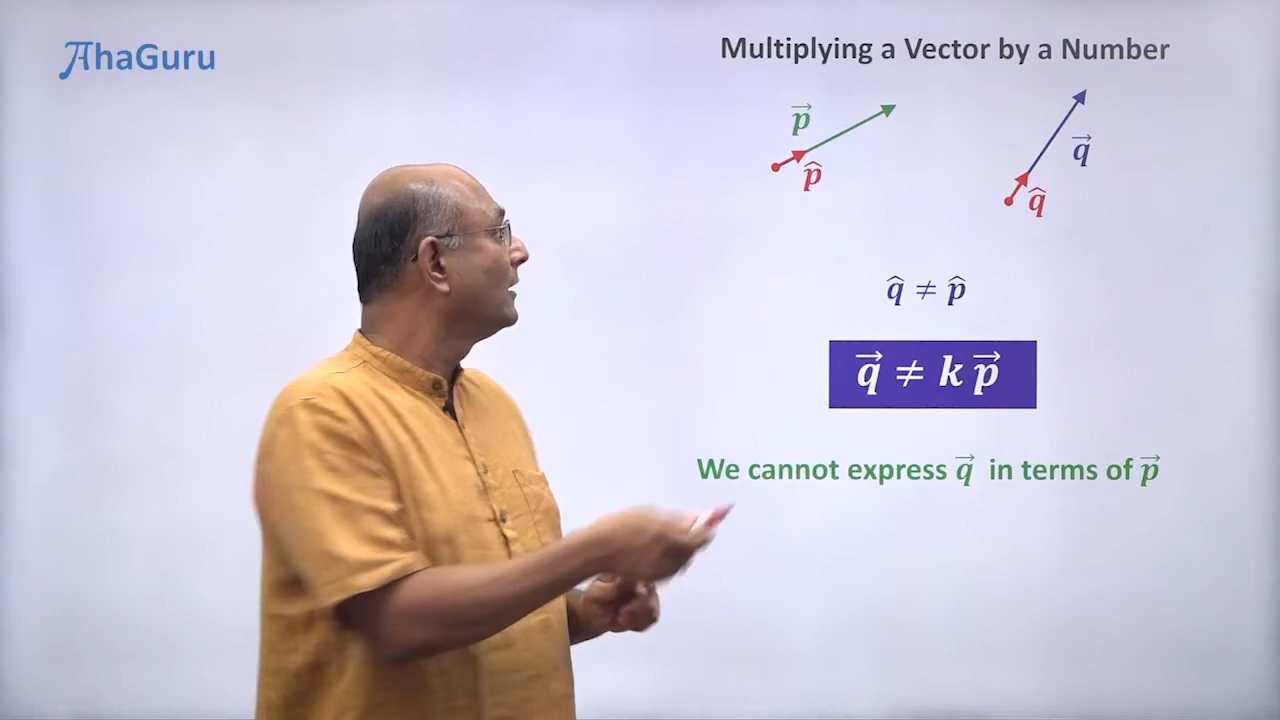 AhaGuru
Multiplying a Vector by a Number
p⃗
p̂
q⃗
q̂
q̂ ≠ p̂
q⃗ ≠ k p⃗
We cannot express q⃗ in terms of p⃗